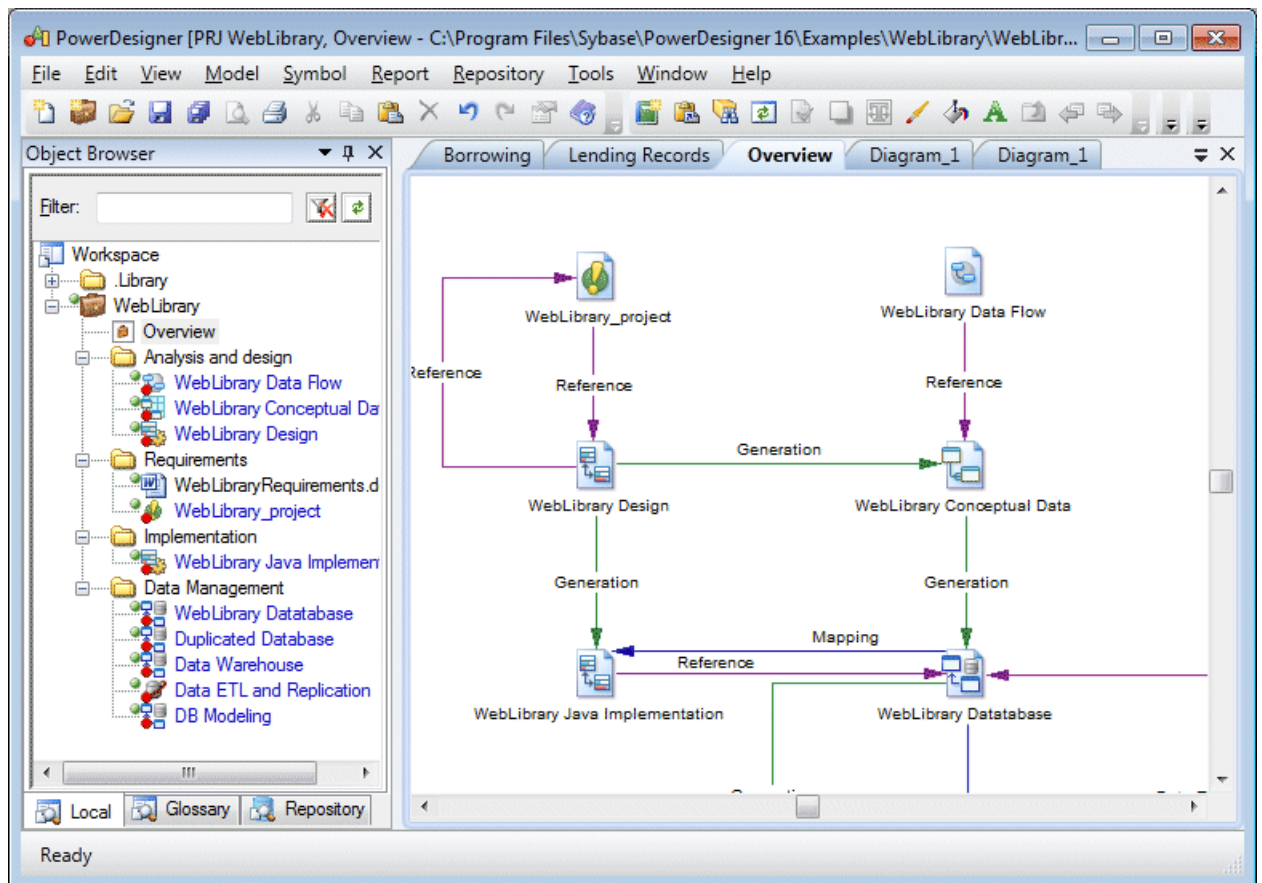 PowerDesigner [PRJ WebLibrary, Overview - C:\Program Files\Sybase\PowerDesigner 16\Examples\WebLibrary\WebLibr...
File Edit View Model Symbol Report Repository Tools Window Help
Object Browser
Borrowing Lending Records Overview Diagram_1 Diagram_1
Filter:
Workspace
.Library
WebLibrary
Overview
Analysis and design
WebLibrary Data Flow
WebLibrary Conceptual Da
WebLibrary Design
Requirements
WebLibraryRequirements.d
WebLibrary_project
Implementation
WebLibrary Java Implemen
Data Management
WebLibrary Datatabase
Duplicated Database
Data Warehouse
Data ETL and Replication
DB Modeling
Local Glossary Repository
WebLibrary_project
WebLibrary Data Flow
Reference
Reference
Reference
Generation
WebLibrary Design
WebLibrary Conceptual Data
Generation
Generation
Mapping
Reference
WebLibrary Java Implementation
WebLibrary Datatabase
Ready